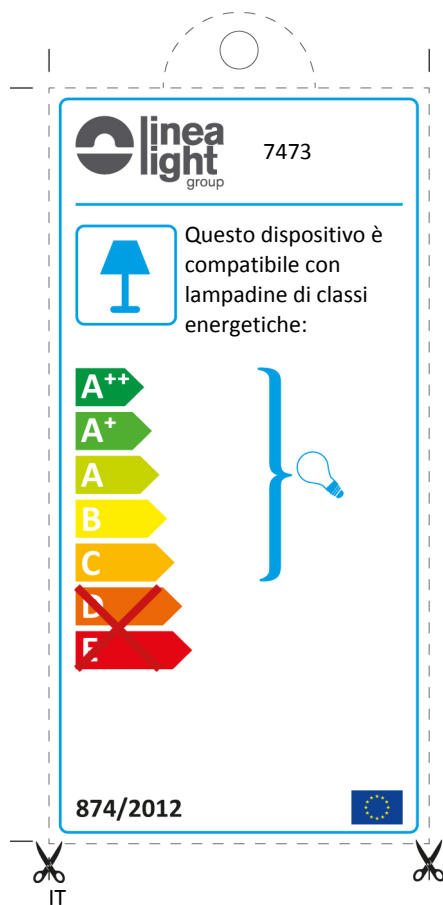 linea
light
group
7473
Questo dispositivo è
compatibile con
lampadine di classi
energetiche:
A++
A+
A
B
C
D
E
874/2012
IT